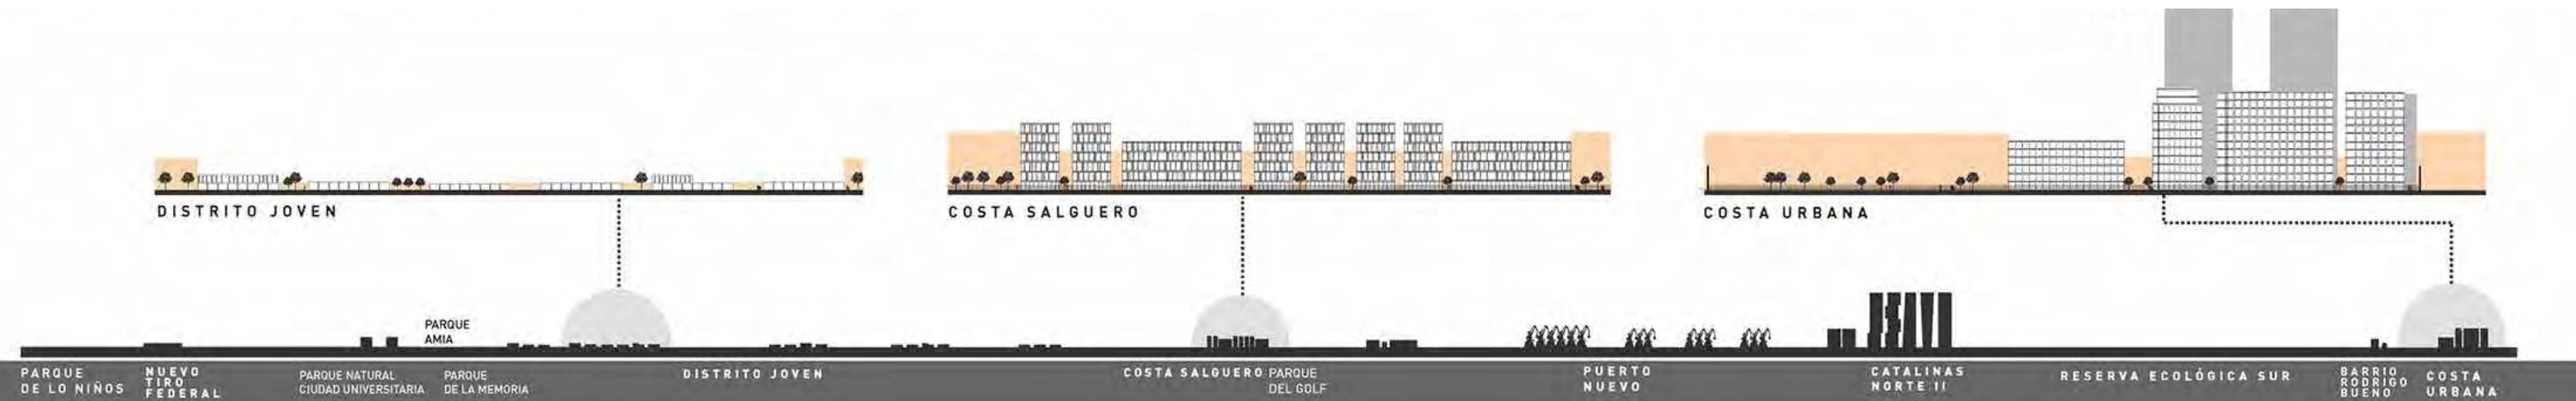 DISTRITO JOVEN
COSTA SALGUERO
COSTA URBANA
PARQUE
AMIA
PARQUE
DE LO NIÑOS
NUEVO
TIRO
FEDERAL
PARQUE NATURAL
CIUDAD UNIVERSITARIA
PARQUE
DE LA MEMORIA
DISTRITO JOVEN
COSTA SALGUERO
PARQUE
DEL GOLF
PUERTO
NUEVO
CATALINAS
NORTE II
RESERVA ECOLÓGICA SUR
BARRIO
RODRIGO
BUENO
COSTA
URBANA